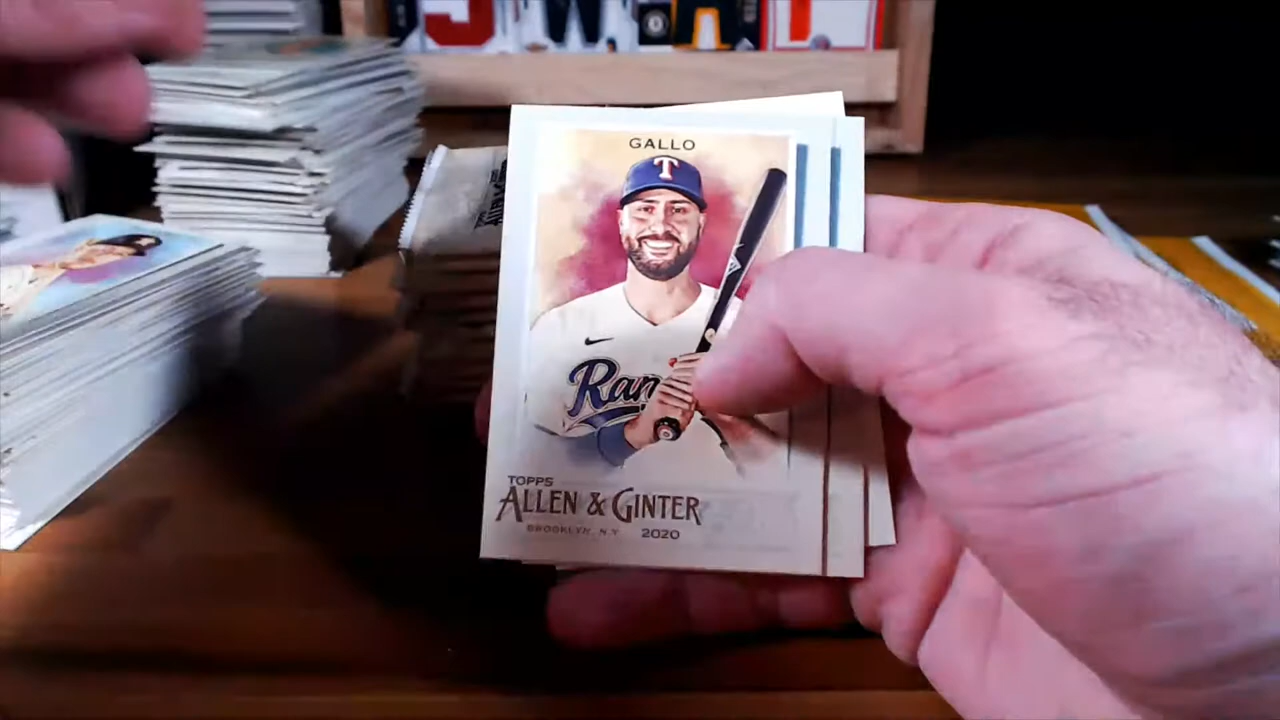 GALLO
T
Ran
TOPPS
ALLEN & GINTER
BROOKLYN, N.Y. 2020